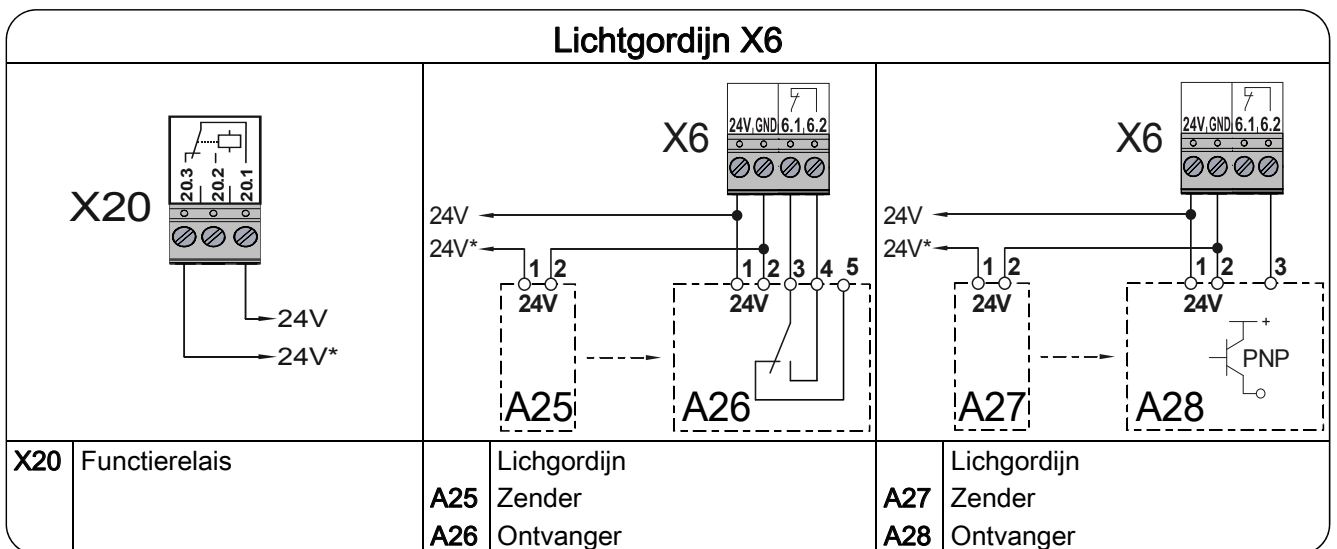 Lichtgordijn X6
X20
20.3 20.2 20.1
24V
24V*
X6
24V GND 6.1 6.2
24V
24V*
1 2
24V
1 2 3 4 5
24V
A25
A26
X6
24V GND 6.1 6.2
24V
24V*
1 2
24V
1 2 3
24V
+
PNP
A27
A28
X20 Functierelais
Lichgordijn
A25 Zender
A26 Ontvanger
Lichgordijn
A27 Zender
A28 Ontvanger